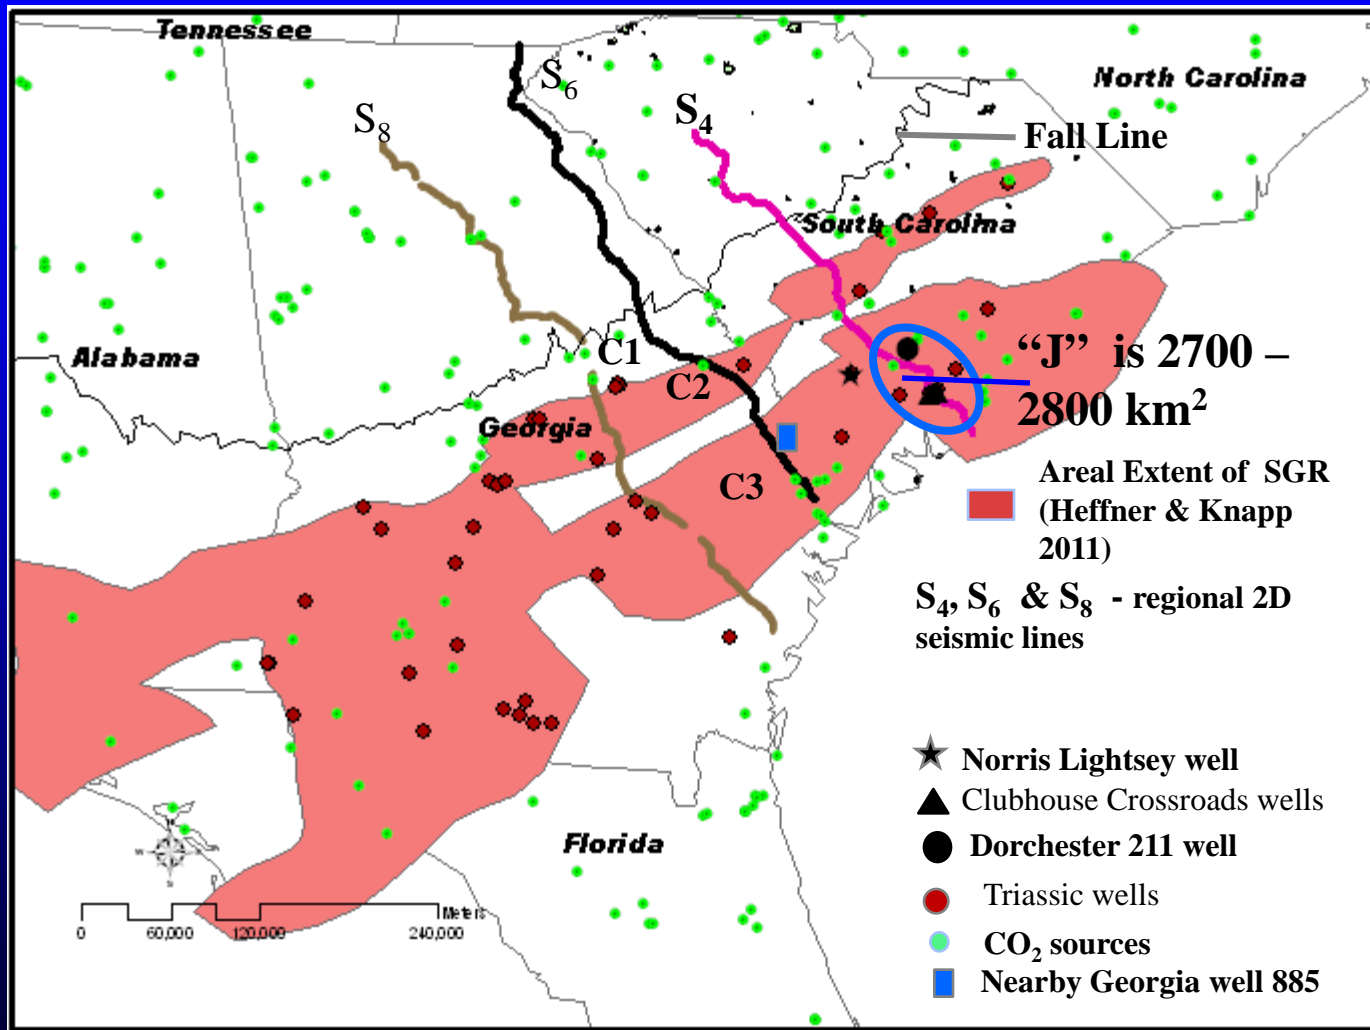 Tennessee
North Carolina
S6
S8
S4
Fall Line
South Carolina
Alabama
C1
C2
Georgia
C3
“J” is 2700 –
2800 km²
Areal Extent of SGR
(Heffner & Knapp
2011)
S4, S6 & S8 - regional 2D
seismic lines
Norris Lightsey well
Clubhouse Crossroads wells
Florida
Dorchester 211 well
Triassic wells
CO2 sources
Nearby Georgia well 885
Meters
0 60,000 120,000 240,000
N
W E
S